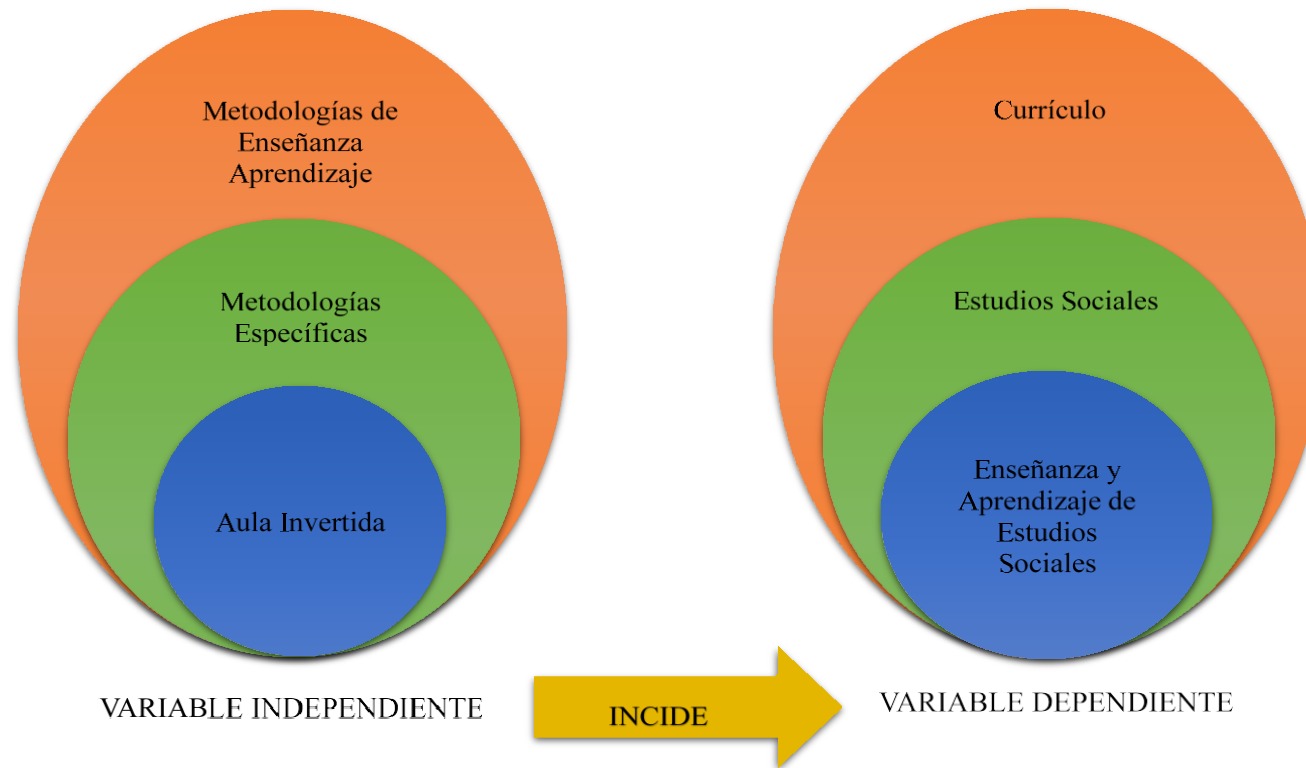 Metodologías de
Enseñanza
Aprendizaje
Metodologías
Específicas
Aula Invertida
VARIABLE INDEPENDIENTE
INCIDE
Currículo
Estudios Sociales
Enseñanza y
Aprendizaje de
Estudios
Sociales
VARIABLE DEPENDIENTE